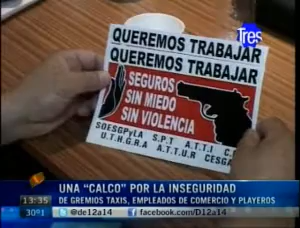 Tres
QUEREMOS TRABAJAR
QUEREMOS TRABAJAR
SEGUROS
SIN MIEDO
SIN VIOLENCIA
SOESGPyLA S.P.T A.T.T.I C.
U.T.H.G.R.A A.T.T.U.R CESGA
UNA "CALCO" POR LA INSEGURIDAD
13:35
DE GREMIOS TAXIS, EMPLEADOS DE COMERCIO Y PLAYEROS
30º↑
@de12a14
facebook.com/D12a14